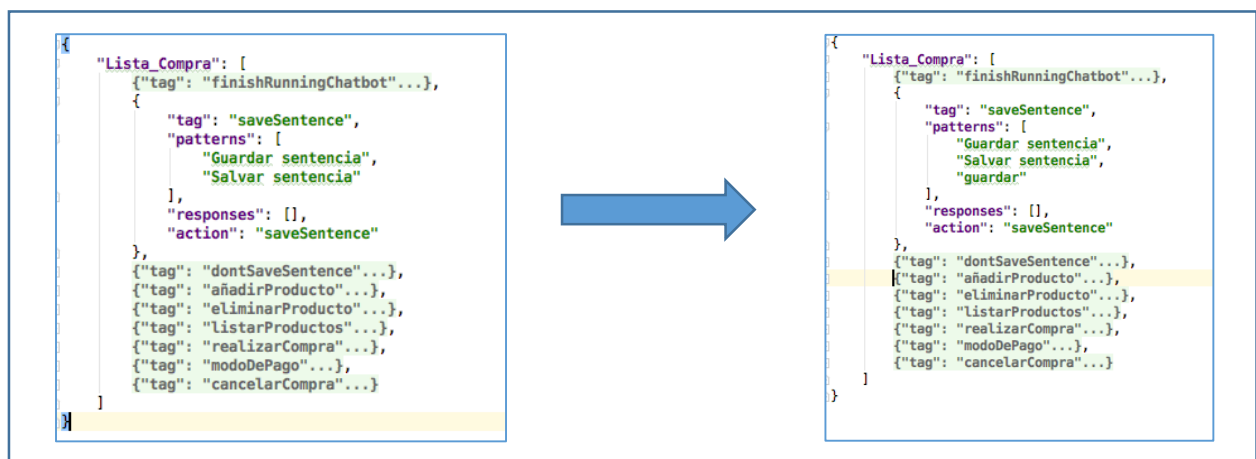 {
"Lista_Compra": [
{"tag": "finishRunningChatbot"...},
{
"tag": "saveSentence",
"patterns": [
"Guardar sentencia",
"Salvar sentencia"
],
"responses": [],
"action": "saveSentence"
},
{"tag": "dontSaveSentence"...},
{"tag": "añadirProducto"...},
{"tag": "eliminarProducto"...},
{"tag": "listarProductos"...},
{"tag": "realizarCompra"...},
{"tag": "modoDePago"...},
{"tag": "cancelarCompra"...}
]
}
{
"Lista_Compra": [
{"tag": "finishRunningChatbot"...},
{
"tag": "saveSentence",
"patterns": [
"Guardar sentencia",
"Salvar sentencia",
"guardar"
],
"responses": [],
"action": "saveSentence"
},
{"tag": "dontSaveSentence"...},
{"tag": "añadirProducto"...},
{"tag": "eliminarProducto"...},
{"tag": "listarProductos"...},
{"tag": "realizarCompra"...},
{"tag": "modoDePago"...},
{"tag": "cancelarCompra"...}
]
}